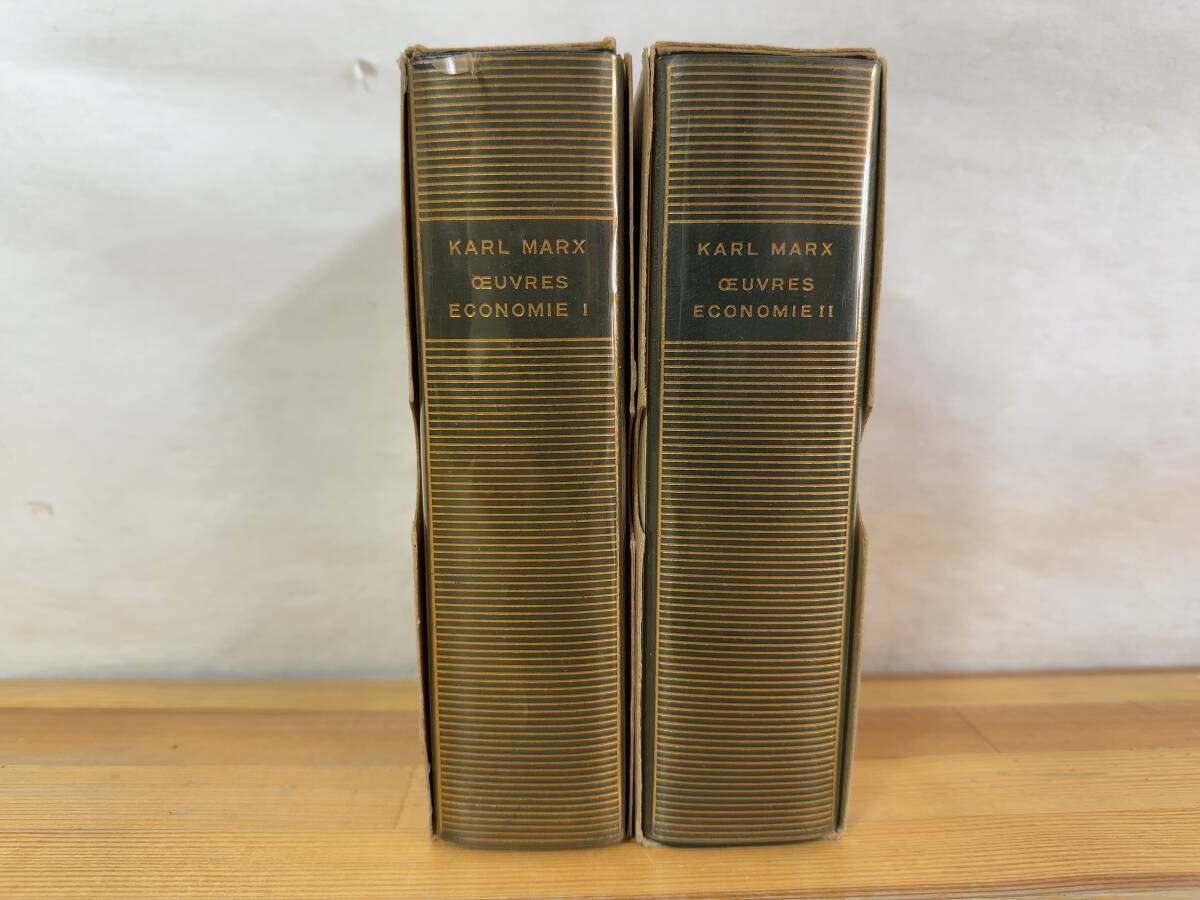 KARL MARX
ŒUVRES
ECONOMIE I
KARL MARX
ŒUVRES
ECONOMIE II